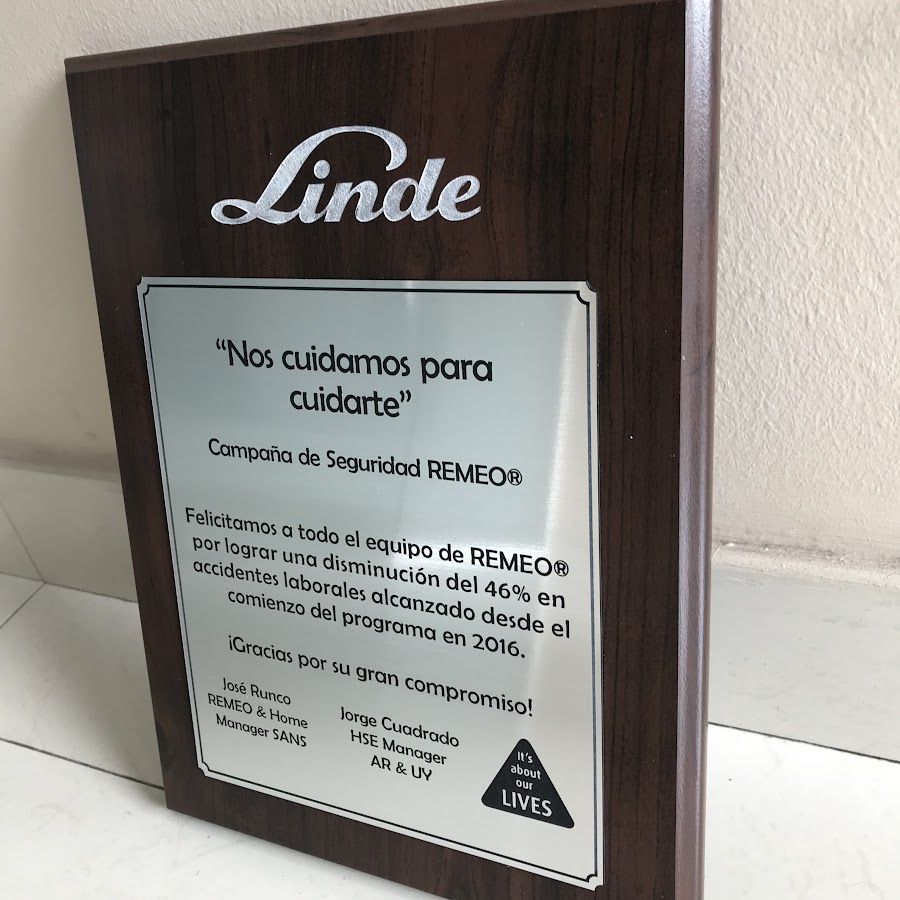 Linde
“Nos cuidamos para
cuidarte”
Campaña de Seguridad REMEO®
Felicitamos a todo el equipo de REMEO®
por lograr una disminución del 46% en
accidentes laborales alcanzado desde el
comienzo del programa en 2016.
¡Gracias por su gran compromiso!
José Runco
REMEO & Home
Manager SANS
Jorge Cuadrado
HSE Manager
AR & UY
It's
about
our
LIVES